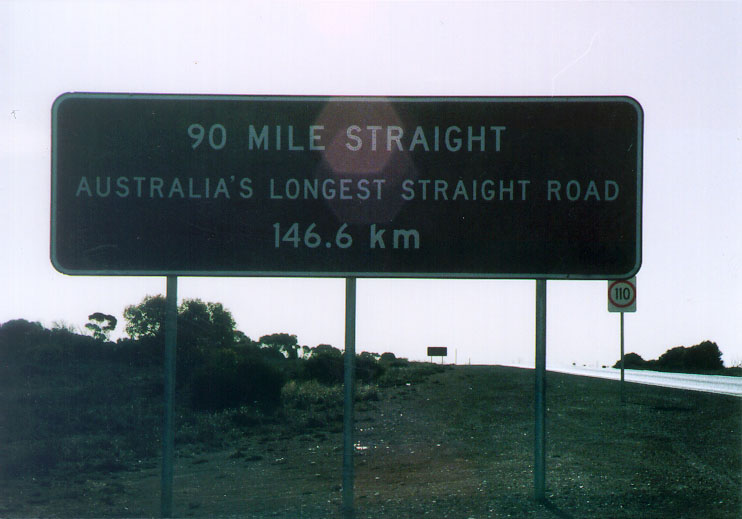 90 MILE STRAIGHT
AUSTRALIA'S LONGEST STRAIGHT ROAD
146.6 km
110